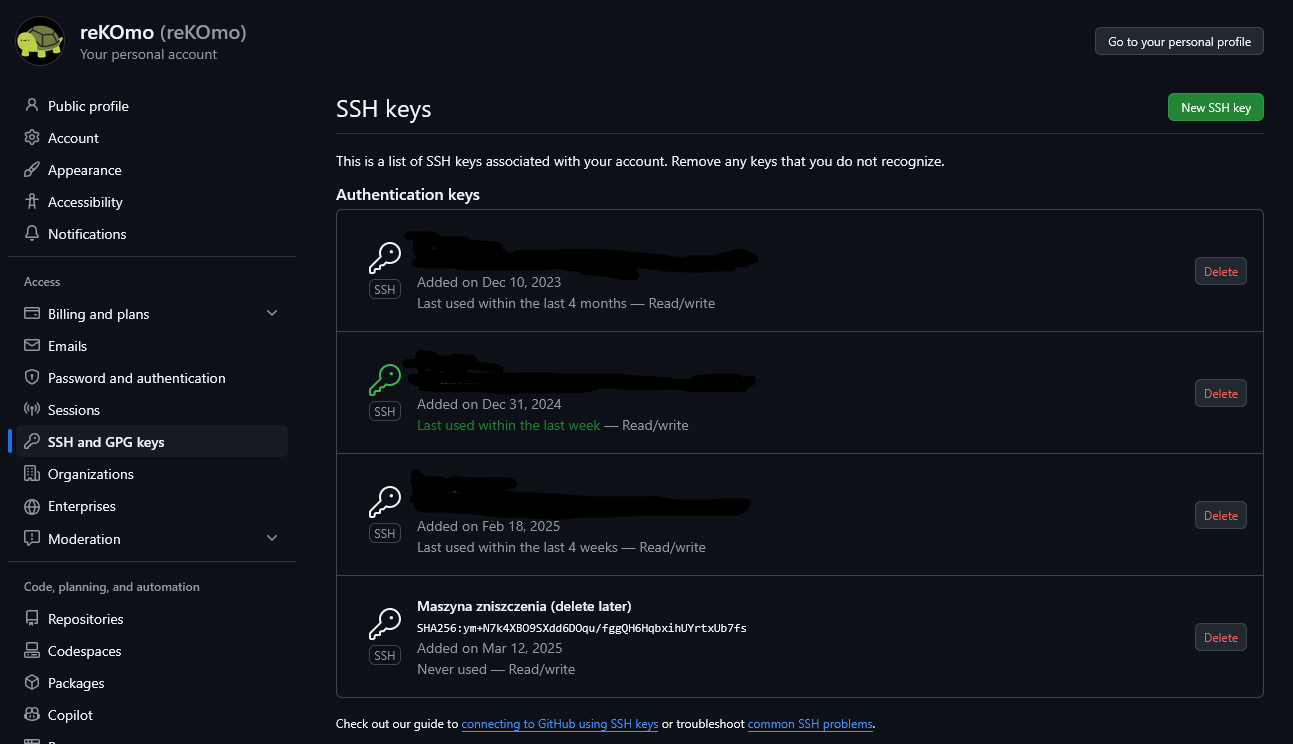 reKOmo (reKOmo)
Your personal account
Go to your personal profile
Public profile
Account
Appearance
Accessibility
Notifications
Access
Billing and plans
Emails
Password and authentication
Sessions
SSH and GPG keys
Organizations
Enterprises
Moderation
Code, planning, and automation
Repositories
Codespaces
Packages
Copilot
SSH keys
New SSH key
This is a list of SSH keys associated with your account. Remove any keys that you do not recognize.
Authentication keys
SSH
Added on Dec 10, 2023
Last used within the last 4 months — Read/write
Delete
SSH
Added on Dec 31, 2024
Last used within the last week — Read/write
Delete
SSH
Added on Feb 18, 2025
Last used within the last 4 weeks — Read/write
Delete
SSH
Maszyna zniszczenia (delete later)
SHA256:ym+N7k4XBO9SXdd6DOqu/fggQH6HqbxihUYrtxUb7fs
Added on Mar 12, 2025
Never used — Read/write
Delete
Check out our guide to connecting to GitHub using SSH keys or troubleshoot common SSH problems.